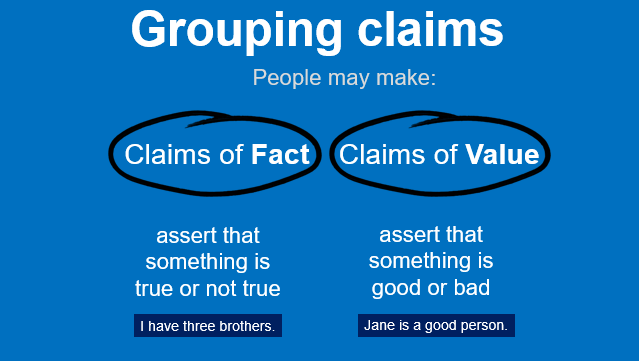 Grouping claims
People may make:
Claims of Fact
Claims of Value
assert that
something is
true or not true
I have three brothers.
assert that
something is
good or bad
Jane is a good person.